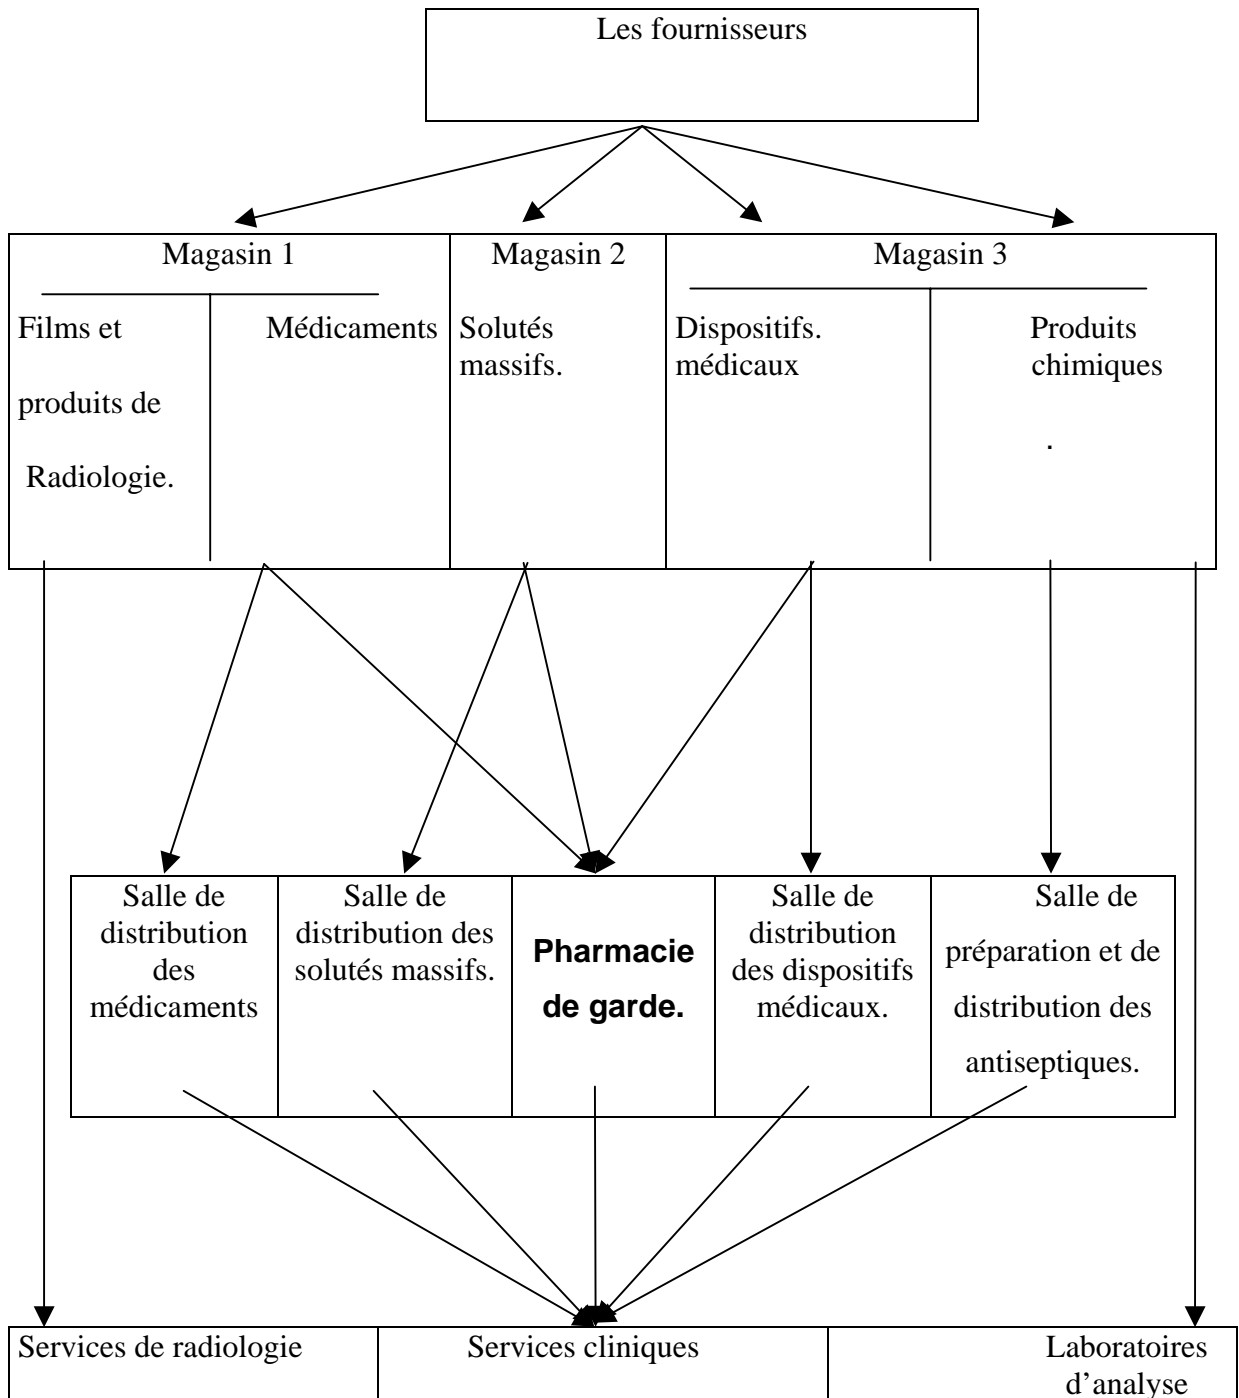 Les fournisseurs
Magasin 1
Films et
produits de
Radiologie.
Médicaments
Magasin 2
Solutés
massifs.
Magasin 3
Dispositifs.
médicaux
Produits
chimiques
.
Salle de
distribution
des
médicaments
Salle de
distribution des
solutés massifs.
Pharmacie
de garde.
Salle de
distribution
des dispositifs
médicaux.
Salle de
préparation et de
distribution des
antiseptiques.
Services de radiologie
Services cliniques
Laboratoires
d’analyse